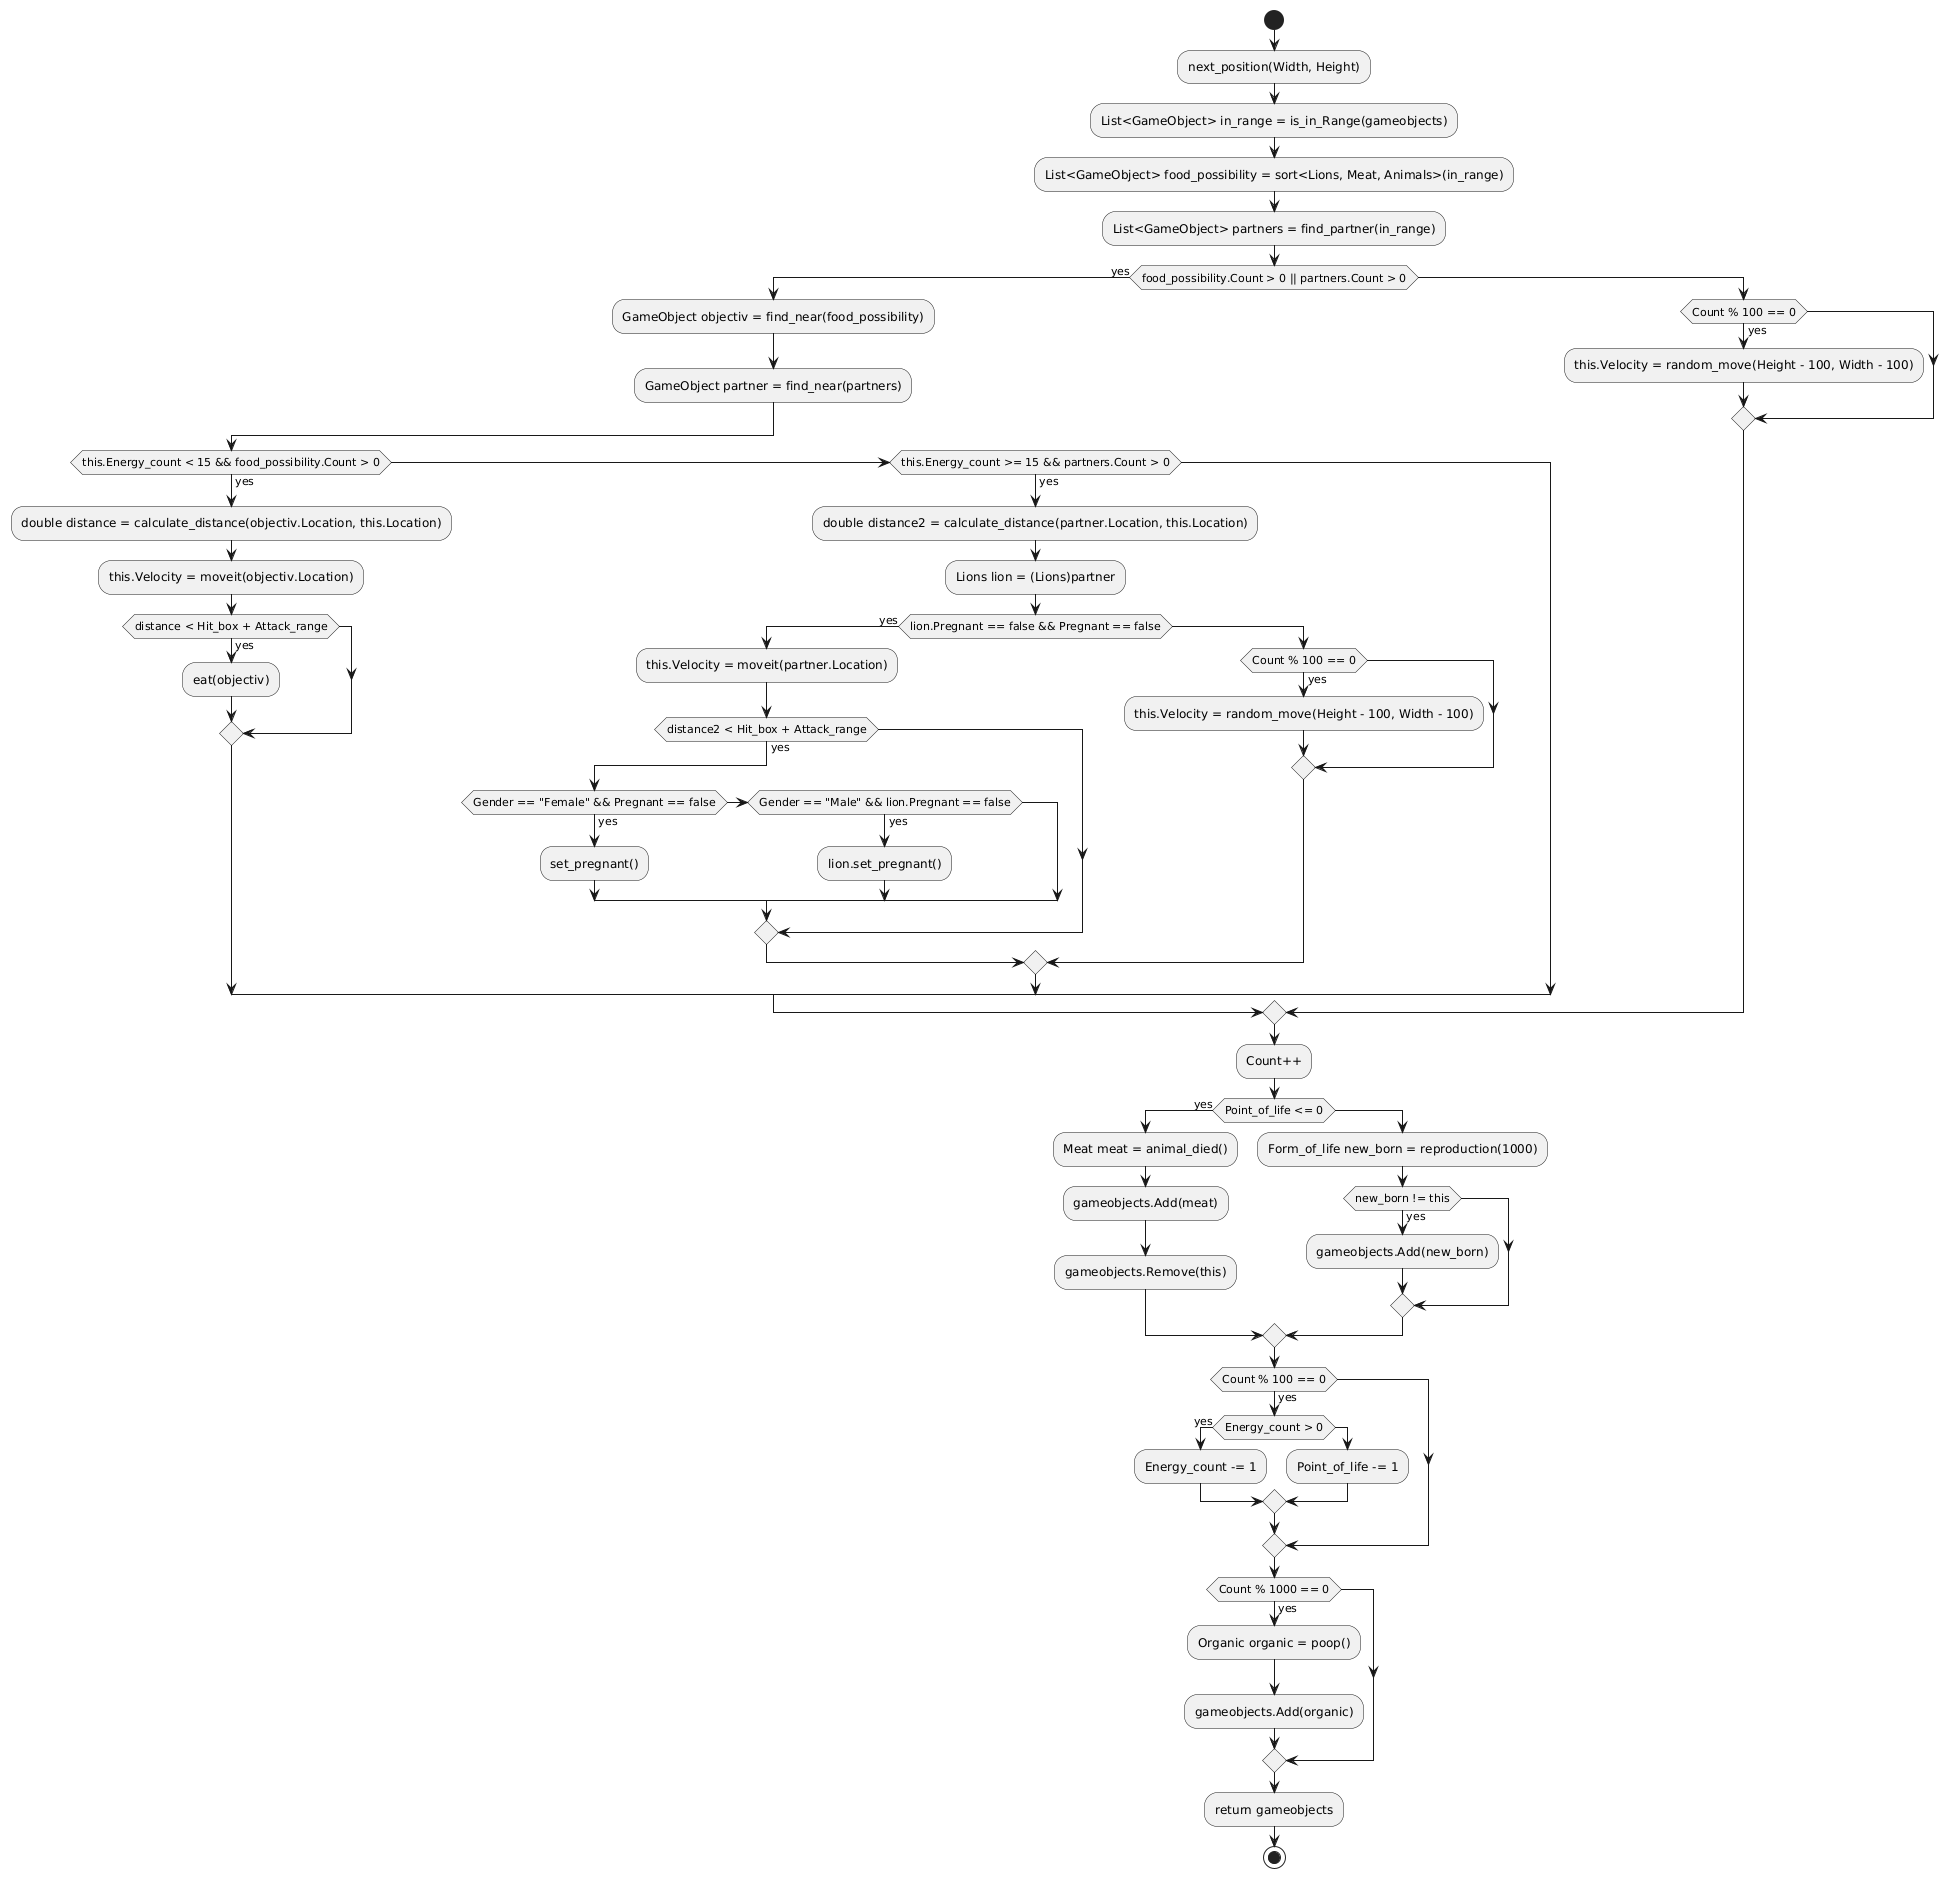 next_position(Width, Height)
List<GameObject> in_range = is_in_Range(gameobjects)
List<GameObject> food_possibility = sort<Lions, Meat, Animals>(in_range)
List<GameObject> partners = find_partner(in_range)
yes
food_possibility.Count > 0 || partners.Count > 0
GameObject objectiv = find_near(food_possibility)
GameObject partner = find_near(partners)
Count % 100 == 0
yes
this.Velocity = random_move(Height - 100, Width - 100)
this.Energy_count < 15 && food_possibility.Count > 0
yes
double distance = calculate_distance(objectiv.Location, this.Location)
this.Velocity = moveit(objectiv.Location)
distance < Hit_box + Attack_range
yes
eat(objectiv)
this.Energy_count >= 15 && partners.Count > 0
yes
double distance2 = calculate_distance(partner.Location, this.Location)
Lions lion = (Lions)partner
yes
lion.Pregnant == false && Pregnant == false
this.Velocity = moveit(partner.Location)
distance2 < Hit_box + Attack_range
yes
Gender == "Female" && Pregnant == false
yes
set_pregnant()
Gender == "Male" && lion.Pregnant == false
yes
lion.set_pregnant()
Count % 100 == 0
yes
this.Velocity = random_move(Height - 100, Width - 100)
Count++
yes
Point_of_life <= 0
Meat meat = animal_died()
gameobjects.Add(meat)
gameobjects.Remove(this)
Form_of_life new_born = reproduction(1000)
new_born != this
yes
gameobjects.Add(new_born)
Count % 100 == 0
yes
yes
Energy_count > 0
Energy_count -= 1
Point_of_life -= 1
Count % 1000 == 0
yes
Organic organic = poop()
gameobjects.Add(organic)
return gameobjects